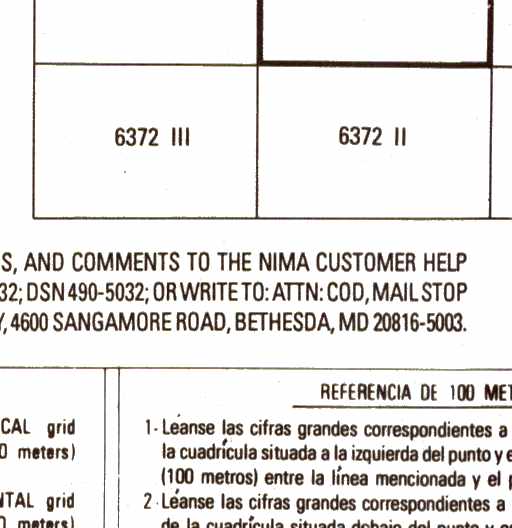 6372 III 6372 II
S, AND COMMENTS TO THE NIMA CUSTOMER HELP
32; DSN 490-5032; OR WRITE TO: ATTN: COD, MAIL STOP
Y, 4600 SANGAMORE ROAD, BETHESDA, MD 20816-5003.
REFERENCIA DE 100 MET
CAL grid
0 meters)
NTAL grid
0 meters)
1. Léanse las cifras grandes correspondientes a
la cuadrícula situada a la izquierda del punto y e
(100 metros) entre la línea mencionada y el p
2. Léanse las cifras grandes correspondientes a
de la cuadrícula situada debajo del punto y